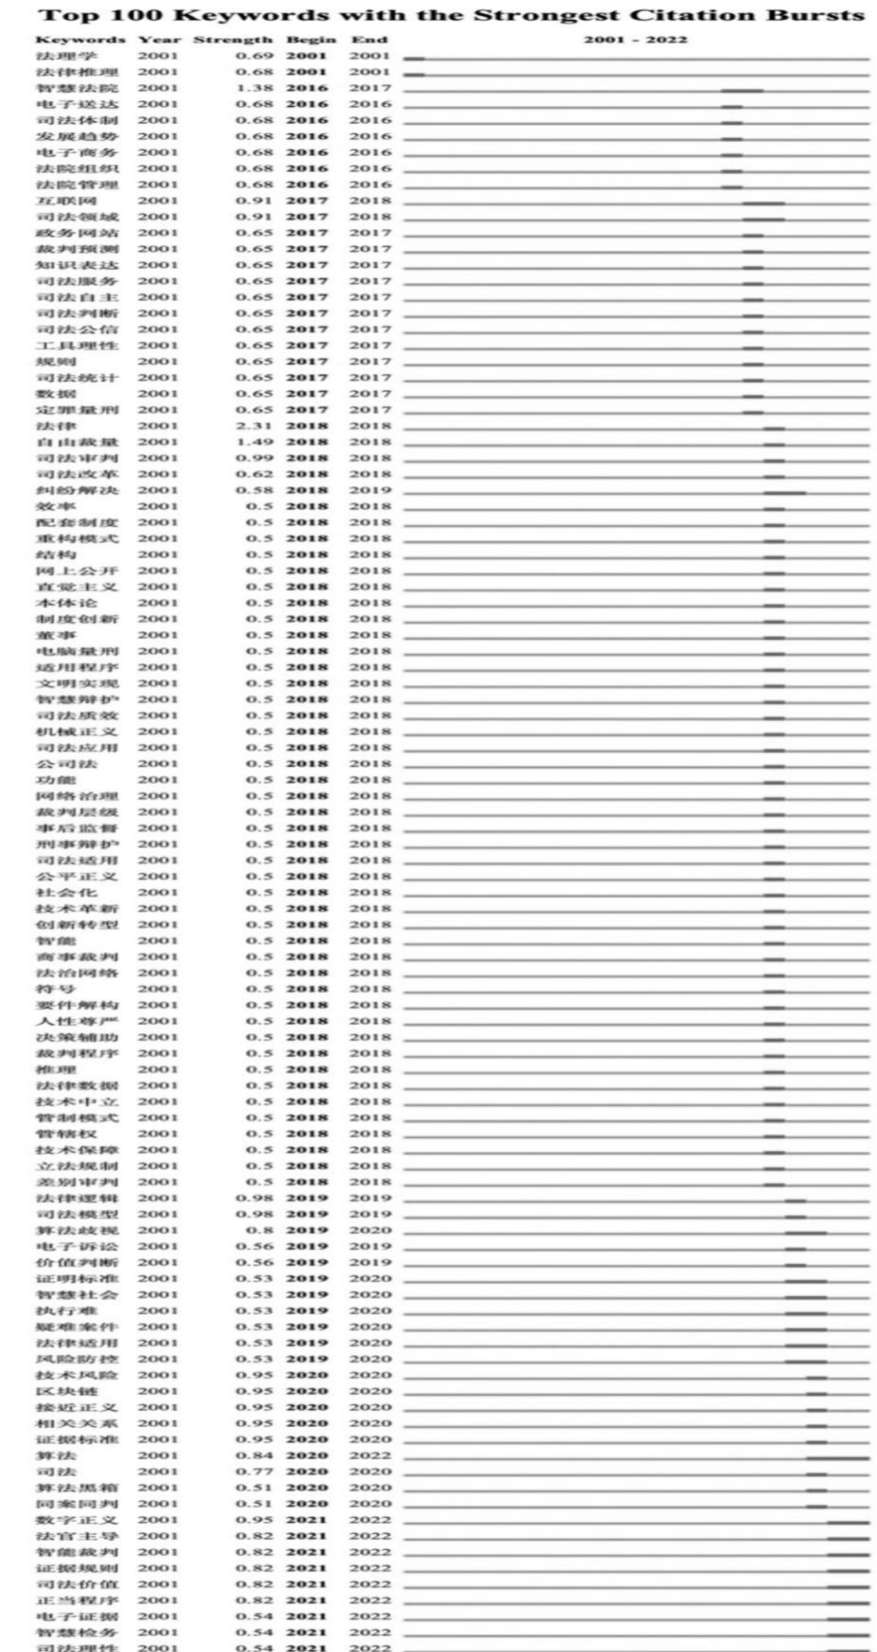 Top 100 Keywords with the Strongest Citation Bursts
Keywords Year Strength Begin End 2001 - 2022
法理学 2001 0.69 2001 2001
法律推理 2001 0.68 2001 2001
智慧法院 2001 1.38 2016 2017
电子送达 2001 0.68 2016 2016
司法体制 2001 0.68 2016 2016
发展趋势 2001 0.68 2016 2016
电子商务 2001 0.68 2016 2016
法院组织 2001 0.68 2016 2016
法院管理 2001 0.68 2016 2016
互联网 2001 0.91 2017 2018
司法领域 2001 0.91 2017 2018
政务网站 2001 0.65 2017 2017
裁判预测 2001 0.65 2017 2017
知识表达 2001 0.65 2017 2017
司法服务 2001 0.65 2017 2017
司法自主 2001 0.65 2017 2017
司法判断 2001 0.65 2017 2017
司法公信 2001 0.65 2017 2017
工具理性 2001 0.65 2017 2017
规则 2001 0.65 2017 2017
司法统计 2001 0.65 2017 2017
数据 2001 0.65 2017 2017
定罪量刑 2001 0.65 2017 2017
法律 2001 2.31 2018 2018
自由裁量 2001 1.49 2018 2018
司法审判 2001 0.99 2018 2018
司法改革 2001 0.62 2018 2018
纠纷解决 2001 0.58 2018 2019
效率 2001 0.5 2018 2018
配套制度 2001 0.5 2018 2018
重构模式 2001 0.5 2018 2018
结构 2001 0.5 2018 2018
网上公开 2001 0.5 2018 2018
直觉主义 2001 0.5 2018 2018
本体论 2001 0.5 2018 2018
制度创新 2001 0.5 2018 2018
董事 2001 0.5 2018 2018
电脑量刑 2001 0.5 2018 2018
适用程序 2001 0.5 2018 2018
文明实现 2001 0.5 2018 2018
智慧辩护 2001 0.5 2018 2018
司法质效 2001 0.5 2018 2018
机械正义 2001 0.5 2018 2018
司法应用 2001 0.5 2018 2018
公司法 2001 0.5 2018 2018
功能 2001 0.5 2018 2018
网络治理 2001 0.5 2018 2018
裁判层级 2001 0.5 2018 2018
事后监督 2001 0.5 2018 2018
刑事辩护 2001 0.5 2018 2018
司法适用 2001 0.5 2018 2018
公平正义 2001 0.5 2018 2018
社会化 2001 0.5 2018 2018
技术革新 2001 0.5 2018 2018
创新转型 2001 0.5 2018 2018
智能 2001 0.5 2018 2018
商事裁判 2001 0.5 2018 2018
法治网络 2001 0.5 2018 2018
符号 2001 0.5 2018 2018
要件解构 2001 0.5 2018 2018
人性尊严 2001 0.5 2018 2018
决策辅助 2001 0.5 2018 2018
裁判程序 2001 0.5 2018 2018
推理 2001 0.5 2018 2018
法律数据 2001 0.5 2018 2018
技术中立 2001 0.5 2018 2018
管制模式 2001 0.5 2018 2018
管辖权 2001 0.5 2018 2018
技术保障 2001 0.5 2018 2018
立法规制 2001 0.5 2018 2018
差别审判 2001 0.5 2018 2018
法律逻辑 2001 0.98 2019 2019
司法模型 2001 0.98 2019 2019
算法歧视 2001 0.8 2019 2020
电子诉讼 2001 0.56 2019 2019
价值判断 2001 0.56 2019 2019
证明标准 2001 0.53 2019 2020
智慧社会 2001 0.53 2019 2020
执行难 2001 0.53 2019 2020
疑难案件 2001 0.53 2019 2020
法律适用 2001 0.53 2019 2020
风险防控 2001 0.53 2019 2020
技术风险 2001 0.95 2020 2020
区块链 2001 0.95 2020 2020
接近正义 2001 0.95 2020 2020
相关关系 2001 0.95 2020 2020
证据标准 2001 0.95 2020 2020
算法 2001 0.84 2020 2022
司法 2001 0.77 2020 2020
算法黑箱 2001 0.51 2020 2020
同案同判 2001 0.51 2020 2020
数字正义 2001 0.95 2021 2022
法官主导 2001 0.82 2021 2022
智能裁判 2001 0.82 2021 2022
证据规则 2001 0.82 2021 2022
司法价值 2001 0.82 2021 2022
正当程序 2001 0.82 2021 2022
电子证据 2001 0.54 2021 2022
智慧检务 2001 0.54 2021 2022
司法理性 2001 0.54 2021 2022